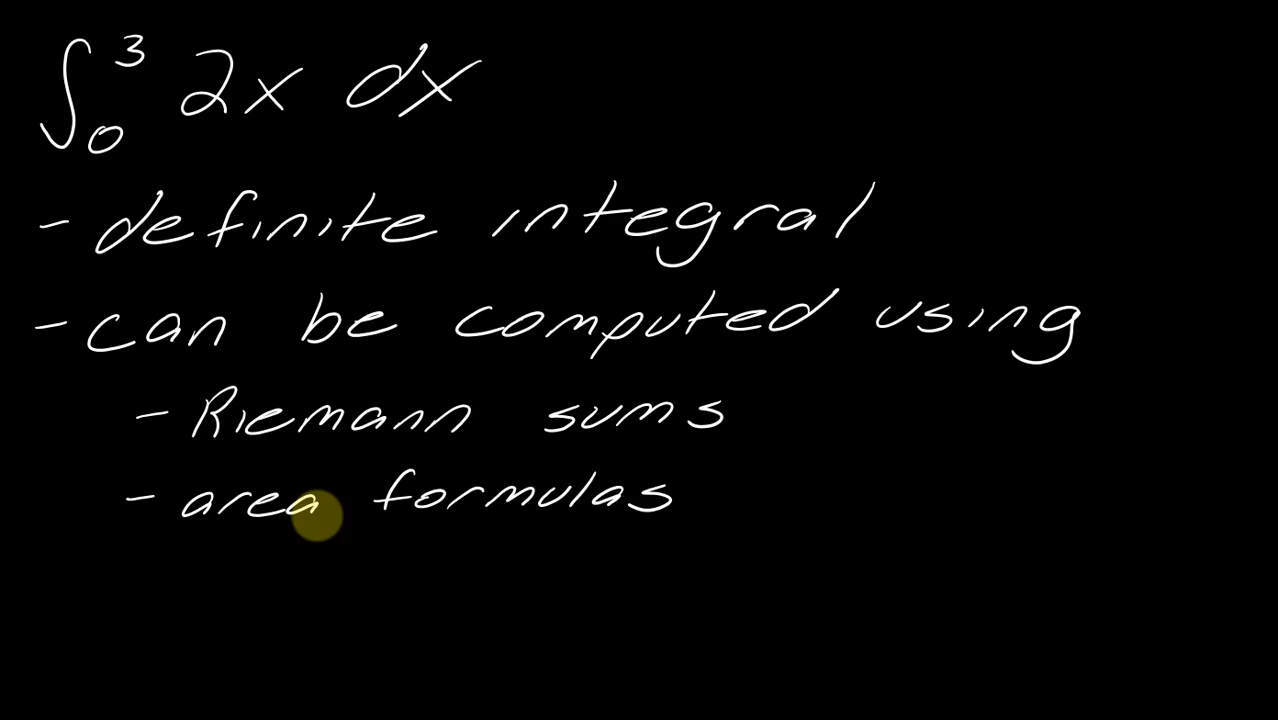 ∫₀³ 2x dx
- definite integral
- can be computed using
- Riemann sums
- area formulas